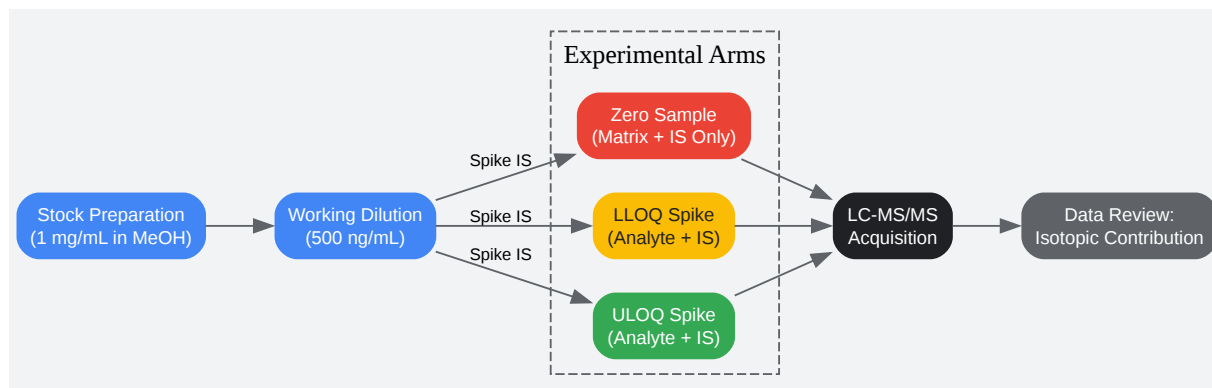 Experimental Arms
Stock Preparation
(1 mg/mL in MeOH)
Working Dilution
(500 ng/mL)
Spike IS
Spike IS
Spike IS
Zero Sample
(Matrix + IS Only)
LLOQ Spike
(Analyte + IS)
ULOQ Spike
(Analyte + IS)
LC-MS/MS
Acquisition
Data Review:
Isotopic Contribution